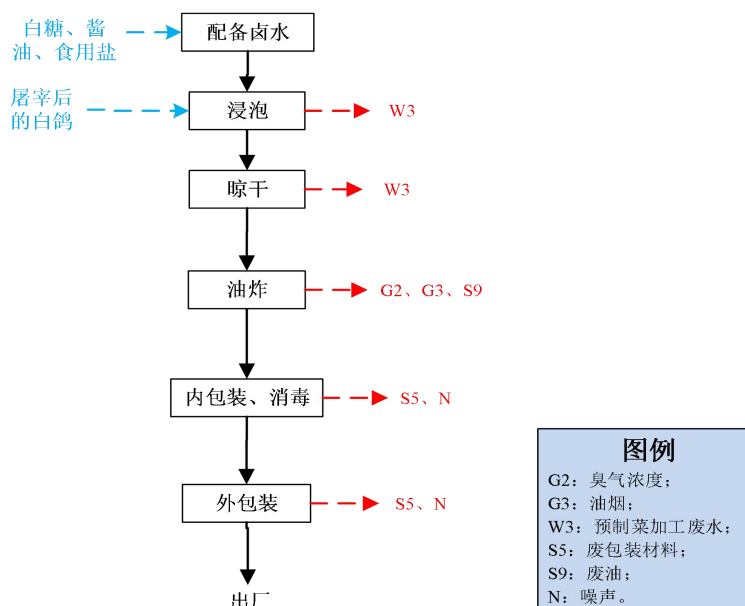 白糖、酱
油、食用盐
配备卤水
屠宰后
的白鸽
浸泡
W3
晾干
W3
油炸
G2、G3、S9
内包装、消毒
S5、N
外包装
S5、N
出厂
图例
G2：臭气浓度；
G3：油烟；
W3：预制菜加工废水；
S5：废包装材料；
S9：废油；
N：噪声。